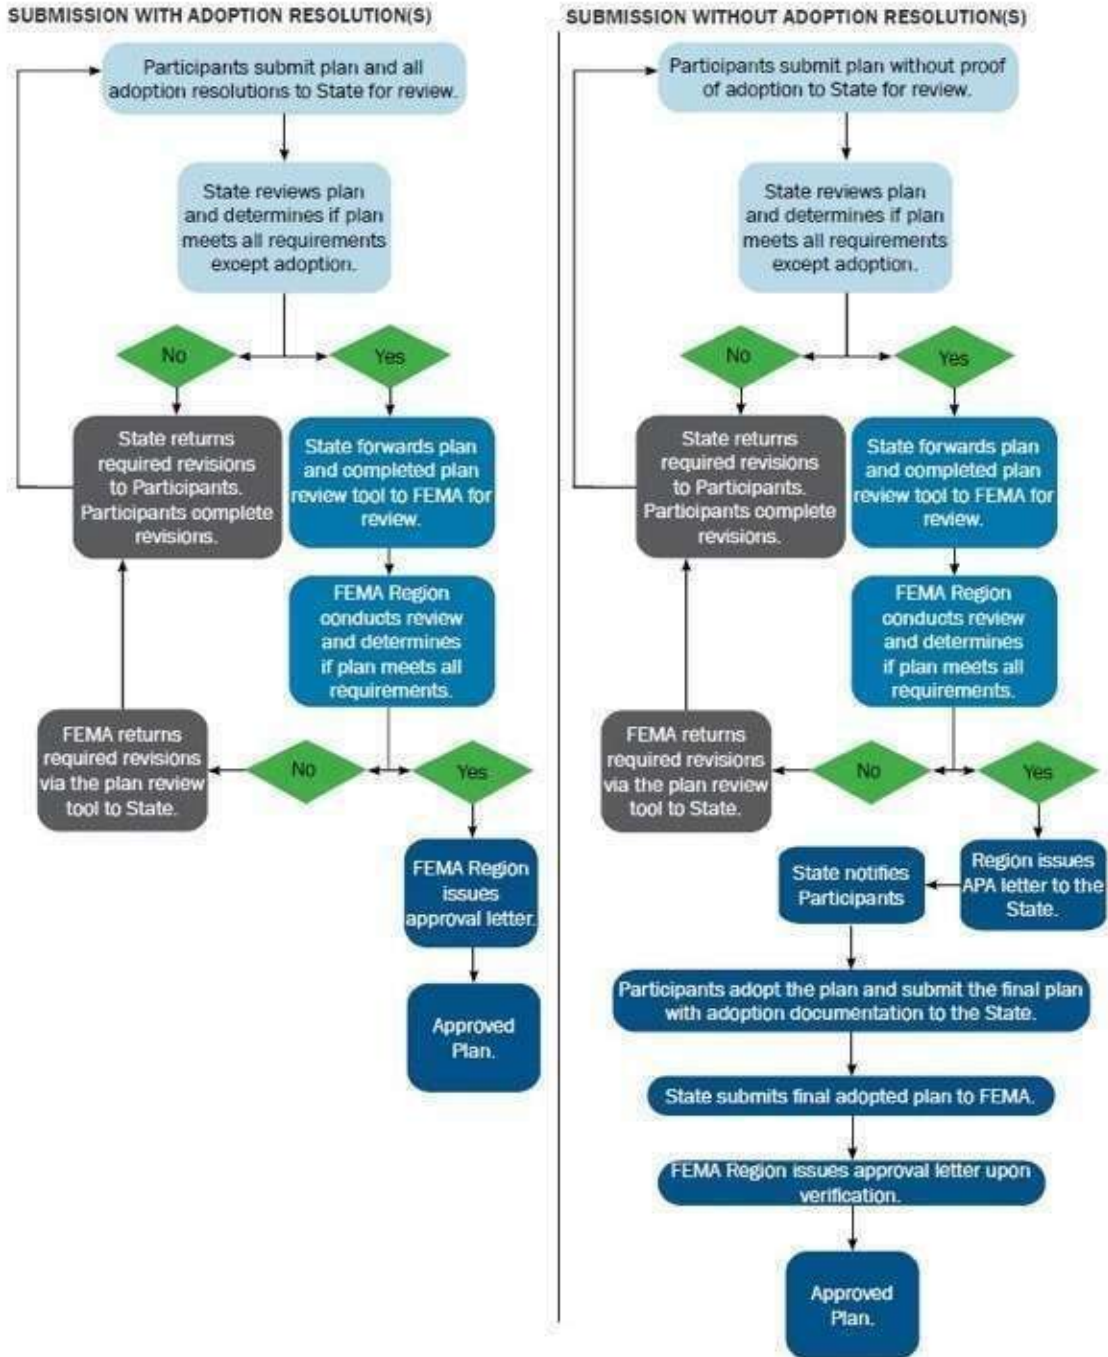 SUBMISSION WITH ADOPTION RESOLUTION(S)
Participants submit plan and all
adoption resolutions to State for review.
State reviews plan
and determines if plan
meets all requirements
except adoption.
No
Yes
State returns
required revisions
to Participants.
Participants complete
revisions.
State forwards plan
and completed plan
review tool to FEMA for
review.
FEMA Region
conducts review
and determines
if plan meets all
requirements.
FEMA returns
required revisions
via the plan review
tool to State.
No
Yes
FEMA Region
issues
approval letter.
Approved
Plan.
SUBMISSION WITHOUT ADOPTION RESOLUTION(S)
Participants submit plan without proof
of adoption to State for review.
State reviews plan
and determines if plan
meets all requirements
except adoption.
No
Yes
State returns
required revisions
to Participants.
Participants complete
revisions.
State forwards plan
and completed plan
review tool to FEMA for
review.
FEMA Region
conducts review
and determines
if plan meets all
requirements.
FEMA returns
required revisions
via the plan review
tool to State.
No
Yes
Region issues
APA letter to the
State.
State notifies
Participants
Participants adopt the plan and submit the final plan
with adoption documentation to the State.
State submits final adopted plan to FEMA.
FEMA Region issues approval letter upon
verification.
Approved
Plan.